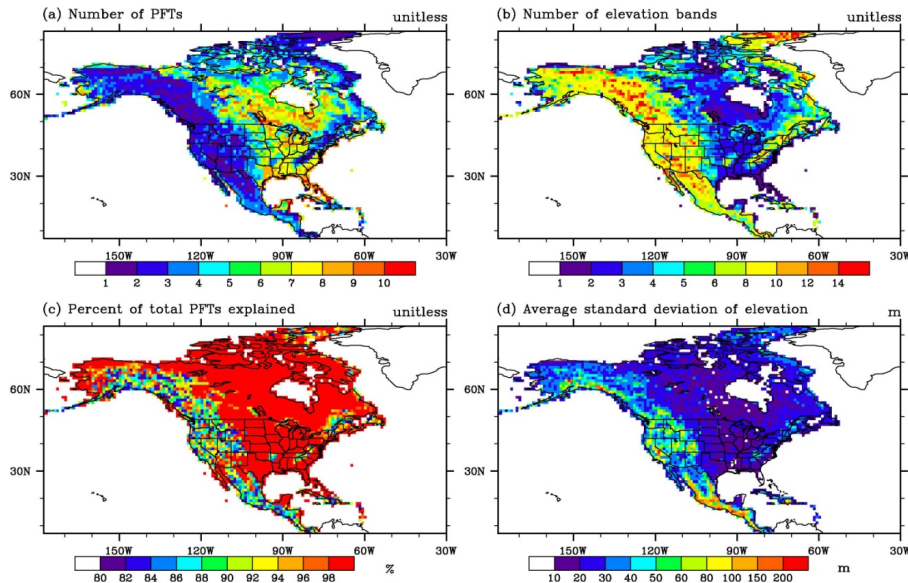 (a) Number of PFTs unitless
60N
30N
150W 120W 90W 60W 30W
1 2 3 4 5 6 7 8 9 10
(b) Number of elevation bands unitless
60N
30N
150W 120W 90W 60W 30W
1 2 3 4 5 6 8 10 12 14
(c) Percent of total PFTs explained unitless
60N
30N
150W 120W 90W 60W 30W
80 82 84 86 88 90 92 94 96 98 %
(d) Average standard deviation of elevation m
60N
30N
150W 120W 90W 60W 30W
10 20 30 40 50 60 80 100 150 200 m